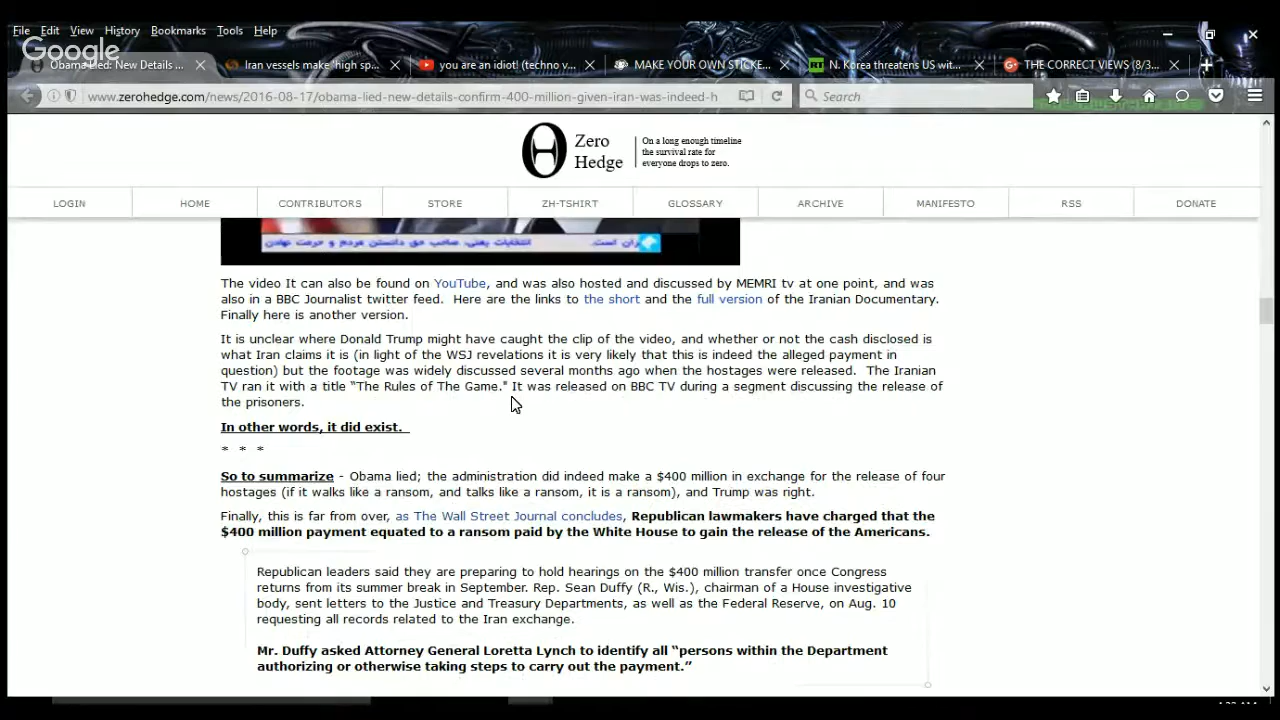 File Edit View History Bookmarks Tools Help
Google
Obama Lied: New Details ... Iran vessels make 'high sp... you are an idiot! (techno v... MAKE YOUR OWN STICKE... RT N. Korea threatens US wit... THE CORRECT VIEWS (8/3...
www.zerohedge.com/news/2016-08-17/obama-lied-new-details-confirm-400-million-given-iran-was-indeed-h Search
Zero
Hedge
On a long enough timeline
the survival rate for
everyone drops to zero.
LOGIN HOME CONTRIBUTORS STORE ZH-TSHIRT GLOSSARY ARCHIVE MANIFESTO RSS DONATE
انتخابات یعنی، صاحب حق دانستن مردم و حرمت نهادن
The video It can also be found on YouTube, and was also hosted and discussed by MEMRI tv at one point, and was
also in a BBC Journalist twitter feed. Here are the links to the short and the full version of the Iranian Documentary.
Finally here is another version.
It is unclear where Donald Trump might have caught the clip of the video, and whether or not the cash disclosed is
what Iran claims it is (in light of the WSJ revelations it is very likely that this is indeed the alleged payment in
question) but the footage was widely discussed several months ago when the hostages were released. The Iranian
TV ran it with a title "The Rules of The Game." It was released on BBC TV during a segment discussing the release of
the prisoners.
In other words, it did exist.
* * *
So to summarize - Obama lied; the administration did indeed make a $400 million in exchange for the release of four
hostages (if it walks like a ransom, and talks like a ransom, it is a ransom), and Trump was right.
Finally, this is far from over, as The Wall Street Journal concludes, Republican lawmakers have charged that the
$400 million payment equated to a ransom paid by the White House to gain the release of the Americans.
Republican leaders said they are preparing to hold hearings on the $400 million transfer once Congress
returns from its summer break in September. Rep. Sean Duffy (R., Wis.), chairman of a House investigative
body, sent letters to the Justice and Treasury Departments, as well as the Federal Reserve, on Aug. 10
requesting all records related to the Iran exchange.
Mr. Duffy asked Attorney General Loretta Lynch to identify all “persons within the Department
authorizing or otherwise taking steps to carry out the payment.”